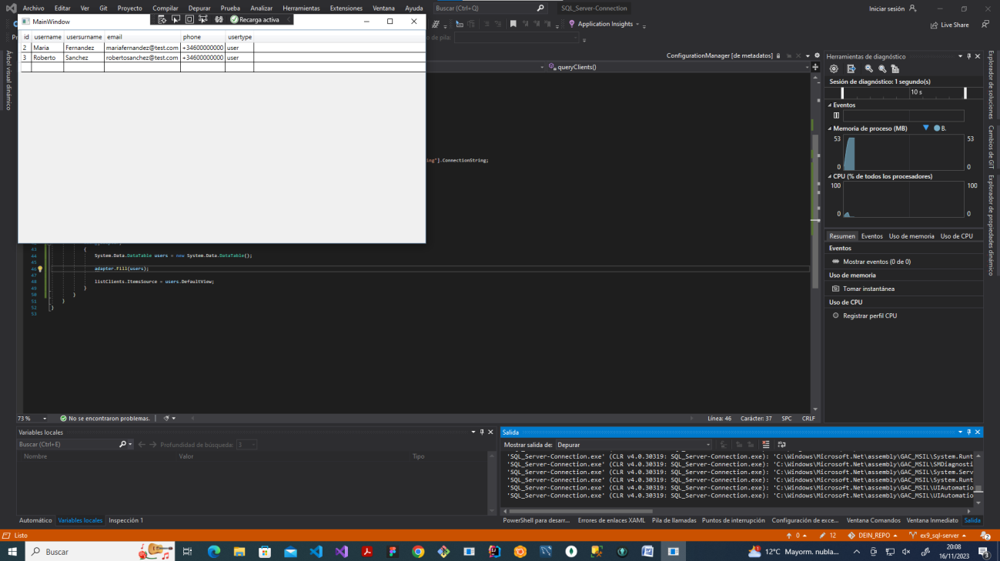 Archivo Editar Ver Git Proyecto Compilar Depurar Prueba Analizar Herramientas Extensiones Ventana Ayuda Buscar (Ctrl+Q) SQL_Server-Connection Iniciar sesión
MainWindow
Recarga activa
Application Insights
Live Share
id username usersurname email phone usertype
2 Maria Fernandez mariafernandez@test.com +34600000000 user
3 Roberto Sanchez robertosanchez@test.com +34600000000 user
de pila:
Árbol visual dinámico
ConfigurationManager [de metadatos]
queryClients()
ing"].ConnectionString;
43 {
44 System.Data.DataTable users = new System.Data.DataTable();
45
46 adapter.Fill(users);
47
48 listClients.ItemsSource = users.DefaultView;
49 }
50 }
51 }
52 }
53
Herramientas de diagnóstico
Sesión de diagnóstico: 1 segundo(s)
10 s
Eventos
Memoria de proceso (MB) B.
53 53
0 0
CPU (% de todos los procesadores)
100 100
0 0
Resumen Eventos Uso de memoria Uso de CPU
Eventos
Mostrar eventos (0 de 0)
Uso de memoria
Tomar instantánea
Uso de CPU
Registrar perfil CPU
Explorador de soluciones
Cambios de GIT
Explorador de propiedades dinámico
73 % No se encontraron problemas. Línea: 46 Carácter: 37 SPC CRLF
Variables locales
Buscar (Ctrl+E) Profundidad de búsqueda: 3
Nombre Valor Tipo
Automático Variables locales Inspección 1
Salida
Mostrar salida de: Depurar
'SQL_Server-Connection.exe' (CLR v4.0.30319: SQL_Server-Connection.exe): 'C:\Windows\Microsoft.Net\assembly\GAC_MSIL\System.Runt
'SQL_Server-Connection.exe' (CLR v4.0.30319: SQL_Server-Connection.exe): 'C:\Windows\Microsoft.Net\assembly\GAC_MSIL\SMDiagnosti
'SQL_Server-Connection.exe' (CLR v4.0.30319: SQL_Server-Connection.exe): 'C:\Windows\Microsoft.Net\assembly\GAC_MSIL\System.Serv
'SQL_Server-Connection.exe' (CLR v4.0.30319: SQL_Server-Connection.exe): 'C:\Windows\Microsoft.Net\assembly\GAC_MSIL\System.Runt
'SQL_Server-Connection.exe' (CLR v4.0.30319: SQL_Server-Connection.exe): 'C:\Windows\Microsoft.Net\assembly\GAC_MSIL\UIAutomatio
'SQL_Server-Connection.exe' (CLR v4.0.30319: SQL_Server-Connection.exe): 'C:\Windows\Microsoft.Net\assembly\GAC_MSIL\UIAutomatio
PowerShell para desarr... Errores de enlaces XAML Pila de llamadas Puntos de interrupción Configuración de exce... Ventana Comandos Ventana Inmediato Salida
Listo 0 12 DEIN_REPO ex9_sql-server 2
Buscar 12°C Mayorm. nubla... 20:08
16/11/2023 3